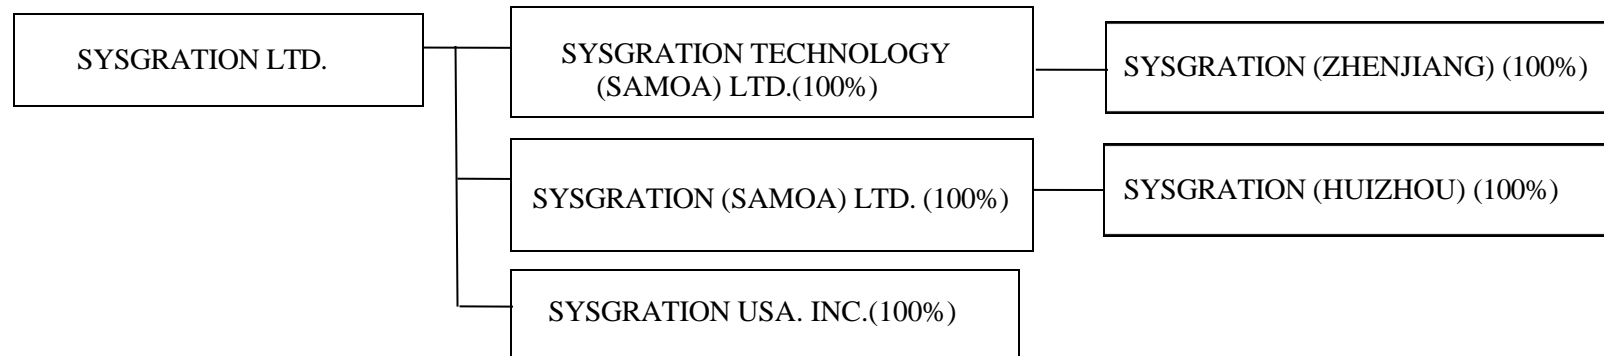 SYSGRATION LTD.
SYSGRATION TECHNOLOGY
(SAMOA) LTD.(100%)
SYSGRATION (ZHENJIANG) (100%)
SYSGRATION (SAMOA) LTD. (100%)
SYSGRATION (HUIZHOU) (100%)
SYSGRATION USA. INC.(100%)